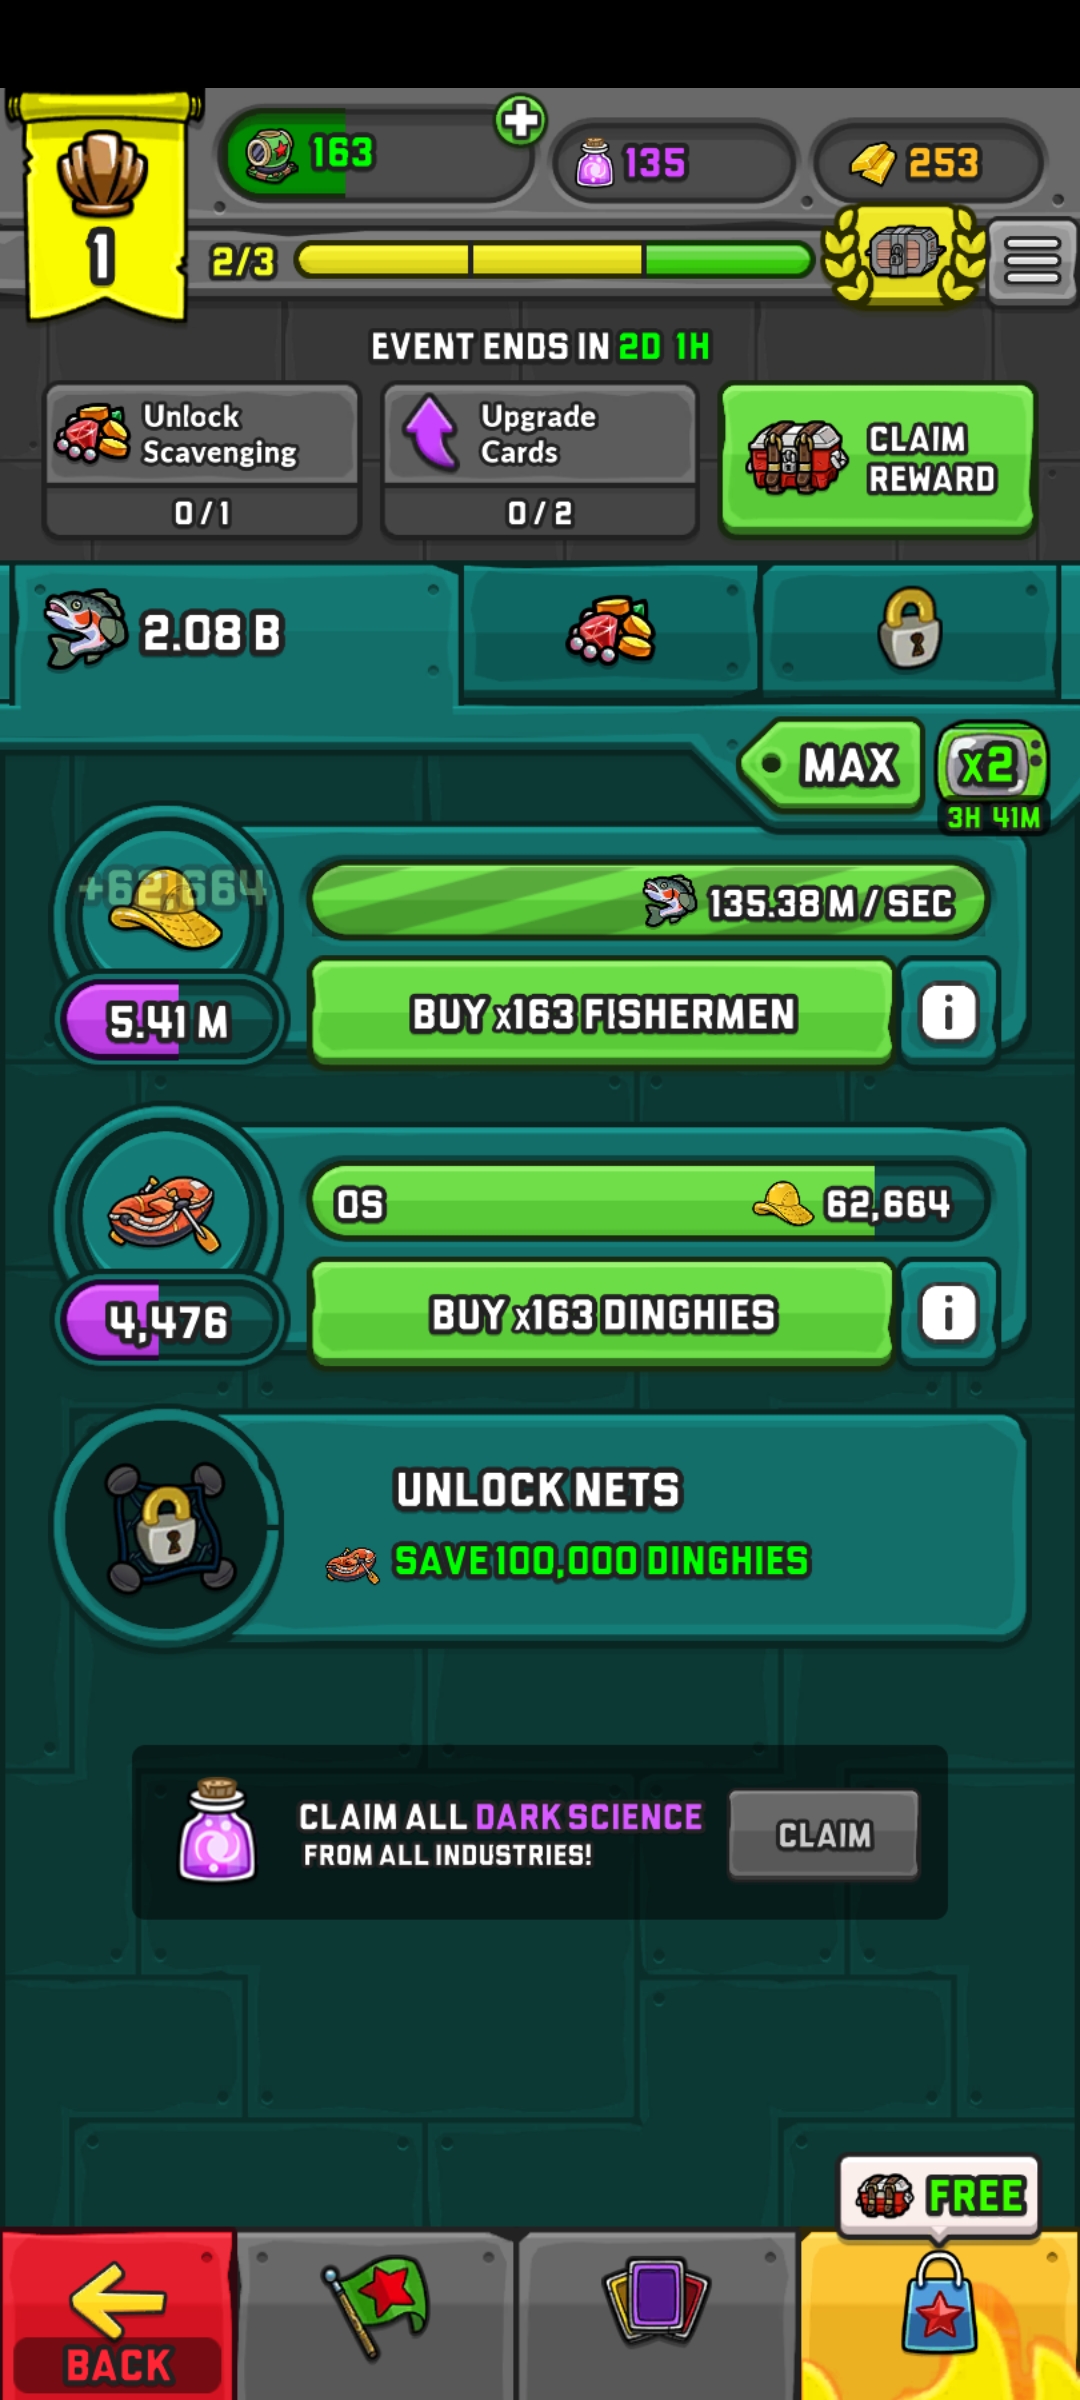 163
135
253
1
2/3
EVENT ENDS IN 2D 1H
Unlock
Scavenging
0/1
Upgrade
Cards
0/2
CLAIM
REWARD
2.08 B
MAX
x2
3H 41M
+62,664
135.38 M / SEC
5.41 M
BUY x163 FISHERMEN
i
0S
62,664
4,476
BUY x163 DINGHIES
i
UNLOCK NETS
SAVE 100,000 DINGHIES
CLAIM ALL DARK SCIENCE
FROM ALL INDUSTRIES!
CLAIM
FREE
BACK